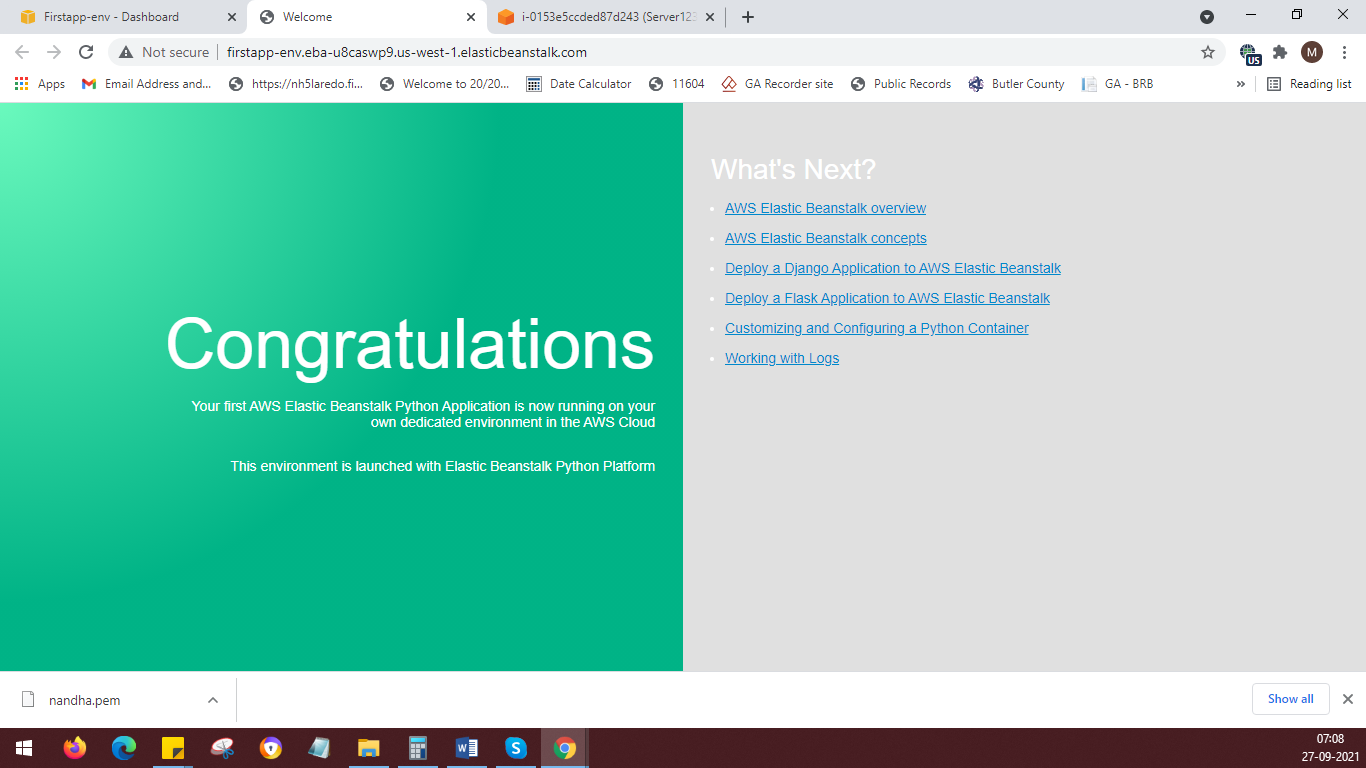 Firstapp-env - Dashboard
Welcome
i-0153e5ccded87d243 (Server123
Not secure
firstapp-env.eba-u8caswp9.us-west-1.elasticbeanstalk.com
US
M
Apps
Email Address and...
https://nh5laredo.fi...
Welcome to 20/20...
Date Calculator
11604
GA Recorder site
Public Records
Butler County
GA - BRB
»
Reading list
Congratulations
Your first AWS Elastic Beanstalk Python Application is now running on your
own dedicated environment in the AWS Cloud
This environment is launched with Elastic Beanstalk Python Platform
What's Next?
AWS Elastic Beanstalk overview
AWS Elastic Beanstalk concepts
Deploy a Django Application to AWS Elastic Beanstalk
Deploy a Flask Application to AWS Elastic Beanstalk
Customizing and Configuring a Python Container
Working with Logs
nandha.pem
Show all
07:08
27-09-2021